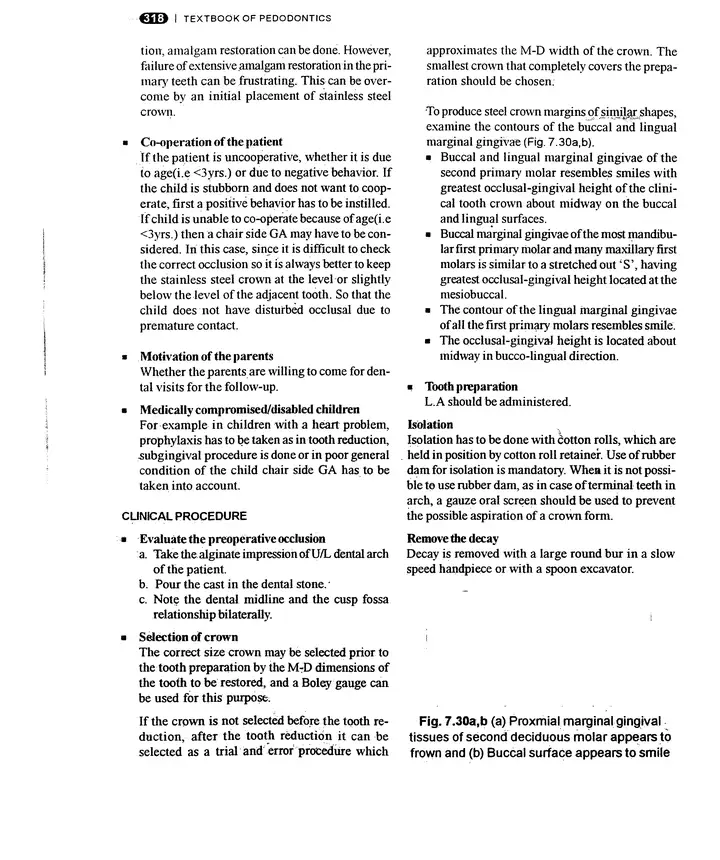 318 | TEXTBOOK OF PEDODONTICS
tion, amalgam restoration can be done. However,
failure of extensive amalgam restoration in the pri-
mary teeth can be frustrating. This can be over-
come by an initial placement of stainless steel
crown.
▪ Co-operation of the patient
If the patient is uncooperative, whether it is due
to age(i.e <3yrs.) or due to negative behavior. If
the child is stubborn and does not want to coop-
erate, first a positive behavior has to be instilled.
If child is unable to co-operate because of age(i.e
<3yrs.) then a chair side GA may have to be con-
sidered. In this case, since it is difficult to check
the correct occlusion so it is always better to keep
the stainless steel crown at the level or slightly
below the level of the adjacent tooth. So that the
child does not have disturbed occlusal due to
premature contact.
▪ Motivation of the parents
Whether the parents are willing to come for den-
tal visits for the follow-up.
▪ Medically compromised/disabled children
For example in children with a heart problem,
prophylaxis has to be taken as in tooth reduction,
subgingival procedure is done or in poor general
condition of the child chair side GA has to be
taken into account.
CLINICAL PROCEDURE
▪ Evaluate the preoperative occlusion
a. Take the alginate impression of U/L dental arch
of the patient.
b. Pour the cast in the dental stone.
c. Note the dental midline and the cusp fossa
relationship bilaterally.
▪ Selection of crown
The correct size crown may be selected prior to
the tooth preparation by the M-D dimensions of
the tooth to be restored, and a Boley gauge can
be used for this purpose.
If the crown is not selected before the tooth re-
duction, after the tooth reduction it can be
selected as a trial and error procedure which
approximates the M-D width of the crown. The
smallest crown that completely covers the prepa-
ration should be chosen.
To produce steel crown margins of similar shapes,
examine the contours of the buccal and lingual
marginal gingivae (Fig. 7.30a,b).
▪ Buccal and lingual marginal gingivae of the
second primary molar resembles smiles with
greatest occlusal-gingival height of the clini-
cal tooth crown about midway on the buccal
and lingual surfaces.
▪ Buccal marginal gingivae of the most mandibu-
lar first primary molar and many maxillary first
molars is similar to a stretched out ‘S’, having
greatest occlusal-gingival height located at the
mesiobuccal.
▪ The contour of the lingual marginal gingivae
of all the first primary molars resembles smile.
▪ The occlusal-gingival height is located about
midway in bucco-lingual direction.
▪ Tooth preparation
L.A should be administered.
Isolation
Isolation has to be done with cotton rolls, which are
held in position by cotton roll retainer. Use of rubber
dam for isolation is mandatory. When it is not possi-
ble to use rubber dam, as in case of terminal teeth in
arch, a gauze oral screen should be used to prevent
the possible aspiration of a crown form.
Remove the decay
Decay is removed with a large round bur in a slow
speed handpiece or with a spoon excavator.
Fig. 7.30a,b (a) Proxmial marginal gingival
tissues of second deciduous molar appears to
frown and (b) Buccal surface appears to smile